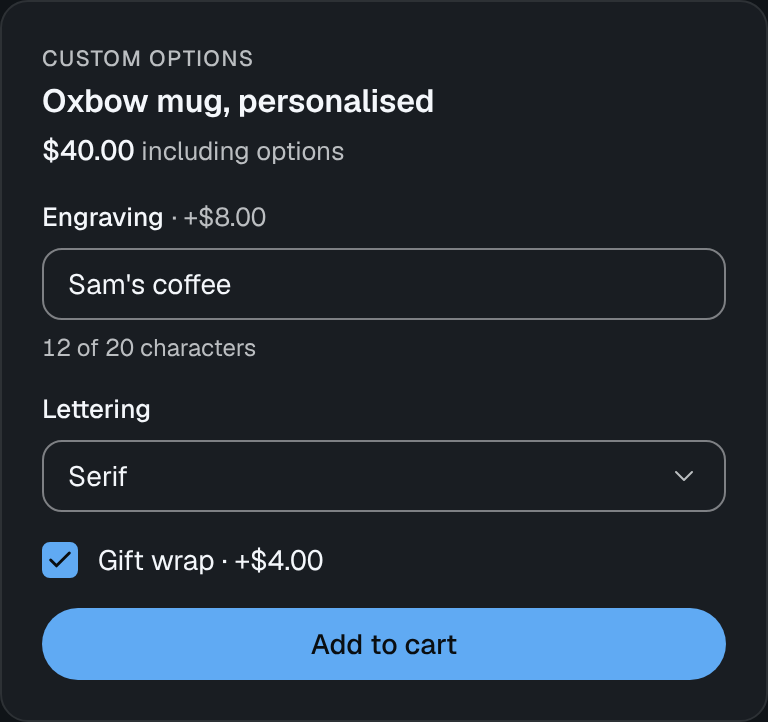 CUSTOM OPTIONS
Oxbow mug, personalised
$40.00 including options
Engraving · +$8.00
Sam's coffee
12 of 20 characters
Lettering
Serif
Gift wrap · +$4.00
Add to cart